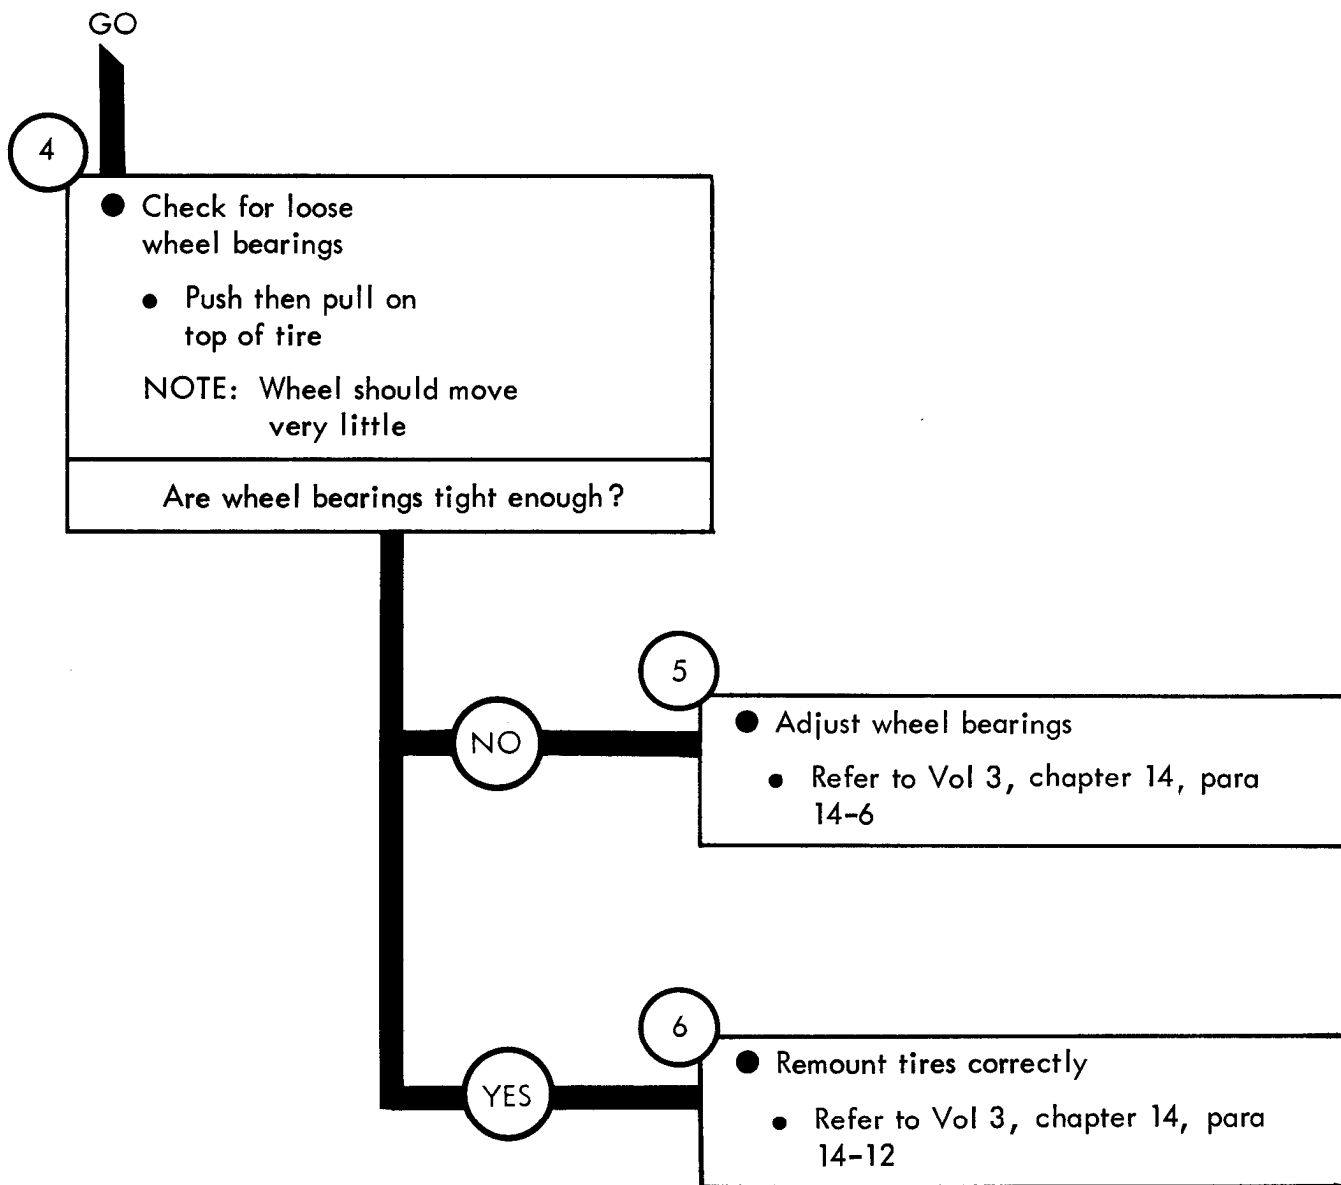 GO
4
● Check for loose
wheel bearings
● Push then pull on
top of tire
NOTE: Wheel should move
very little
Are wheel bearings tight enough?
5
NO
● Adjust wheel bearings
● Refer to Vol 3, chapter 14, para
14-6
6
YES
● Remount tires correctly
● Refer to Vol 3, chapter 14, para
14-12